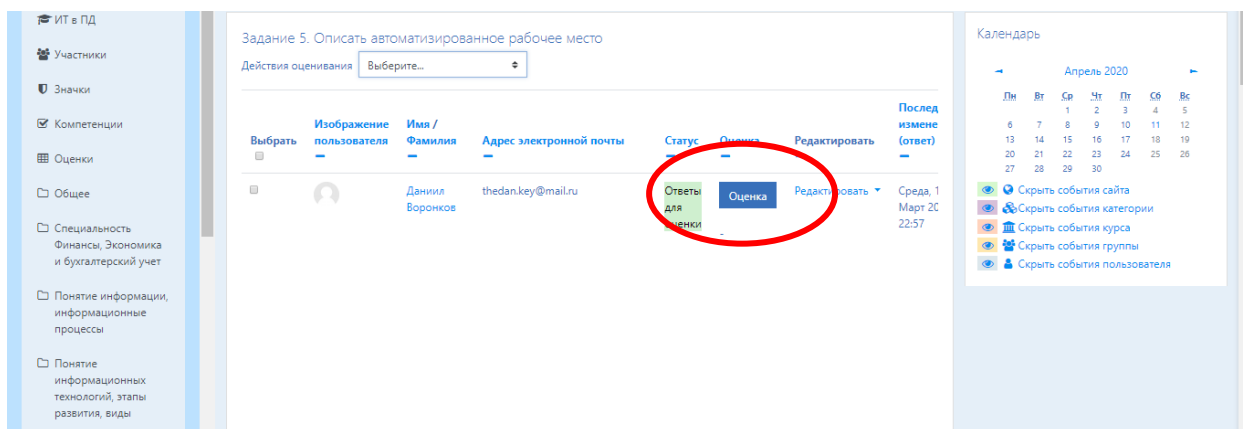 ИТ в ПД
Участники
Значки
Компетенции
Оценки
Общее
Специальность
Финансы, Экономика
и бухгалтерский учет
Понятие информации,
информационные
процессы
Понятие
информационных
технологий, этапы
развития, виды
Задание 5. Описать автоматизированное рабочее место
Действия оценивания Выберите...
Выбрать
Изображение
пользователя
Имя /
Фамилия
Адрес электронной почты
Статус
Оценка
Редактировать
Послед
измене
(ответ)
Даниил
Воронков
thedan.key@mail.ru
Ответы
для
оценки
Оценка
-
Редактировать
Среда, 1
Март 20
22:57
Календарь
Апрель 2020
Пн Вт Ср Чт Пт Сб Вс
1 2 3 4 5
6 7 8 9 10 11 12
13 14 15 16 17 18 19
20 21 22 23 24 25 26
27 28 29 30
Скрыть события сайта
Скрыть события категории
Скрыть события курса
Скрыть события группы
Скрыть события пользователя